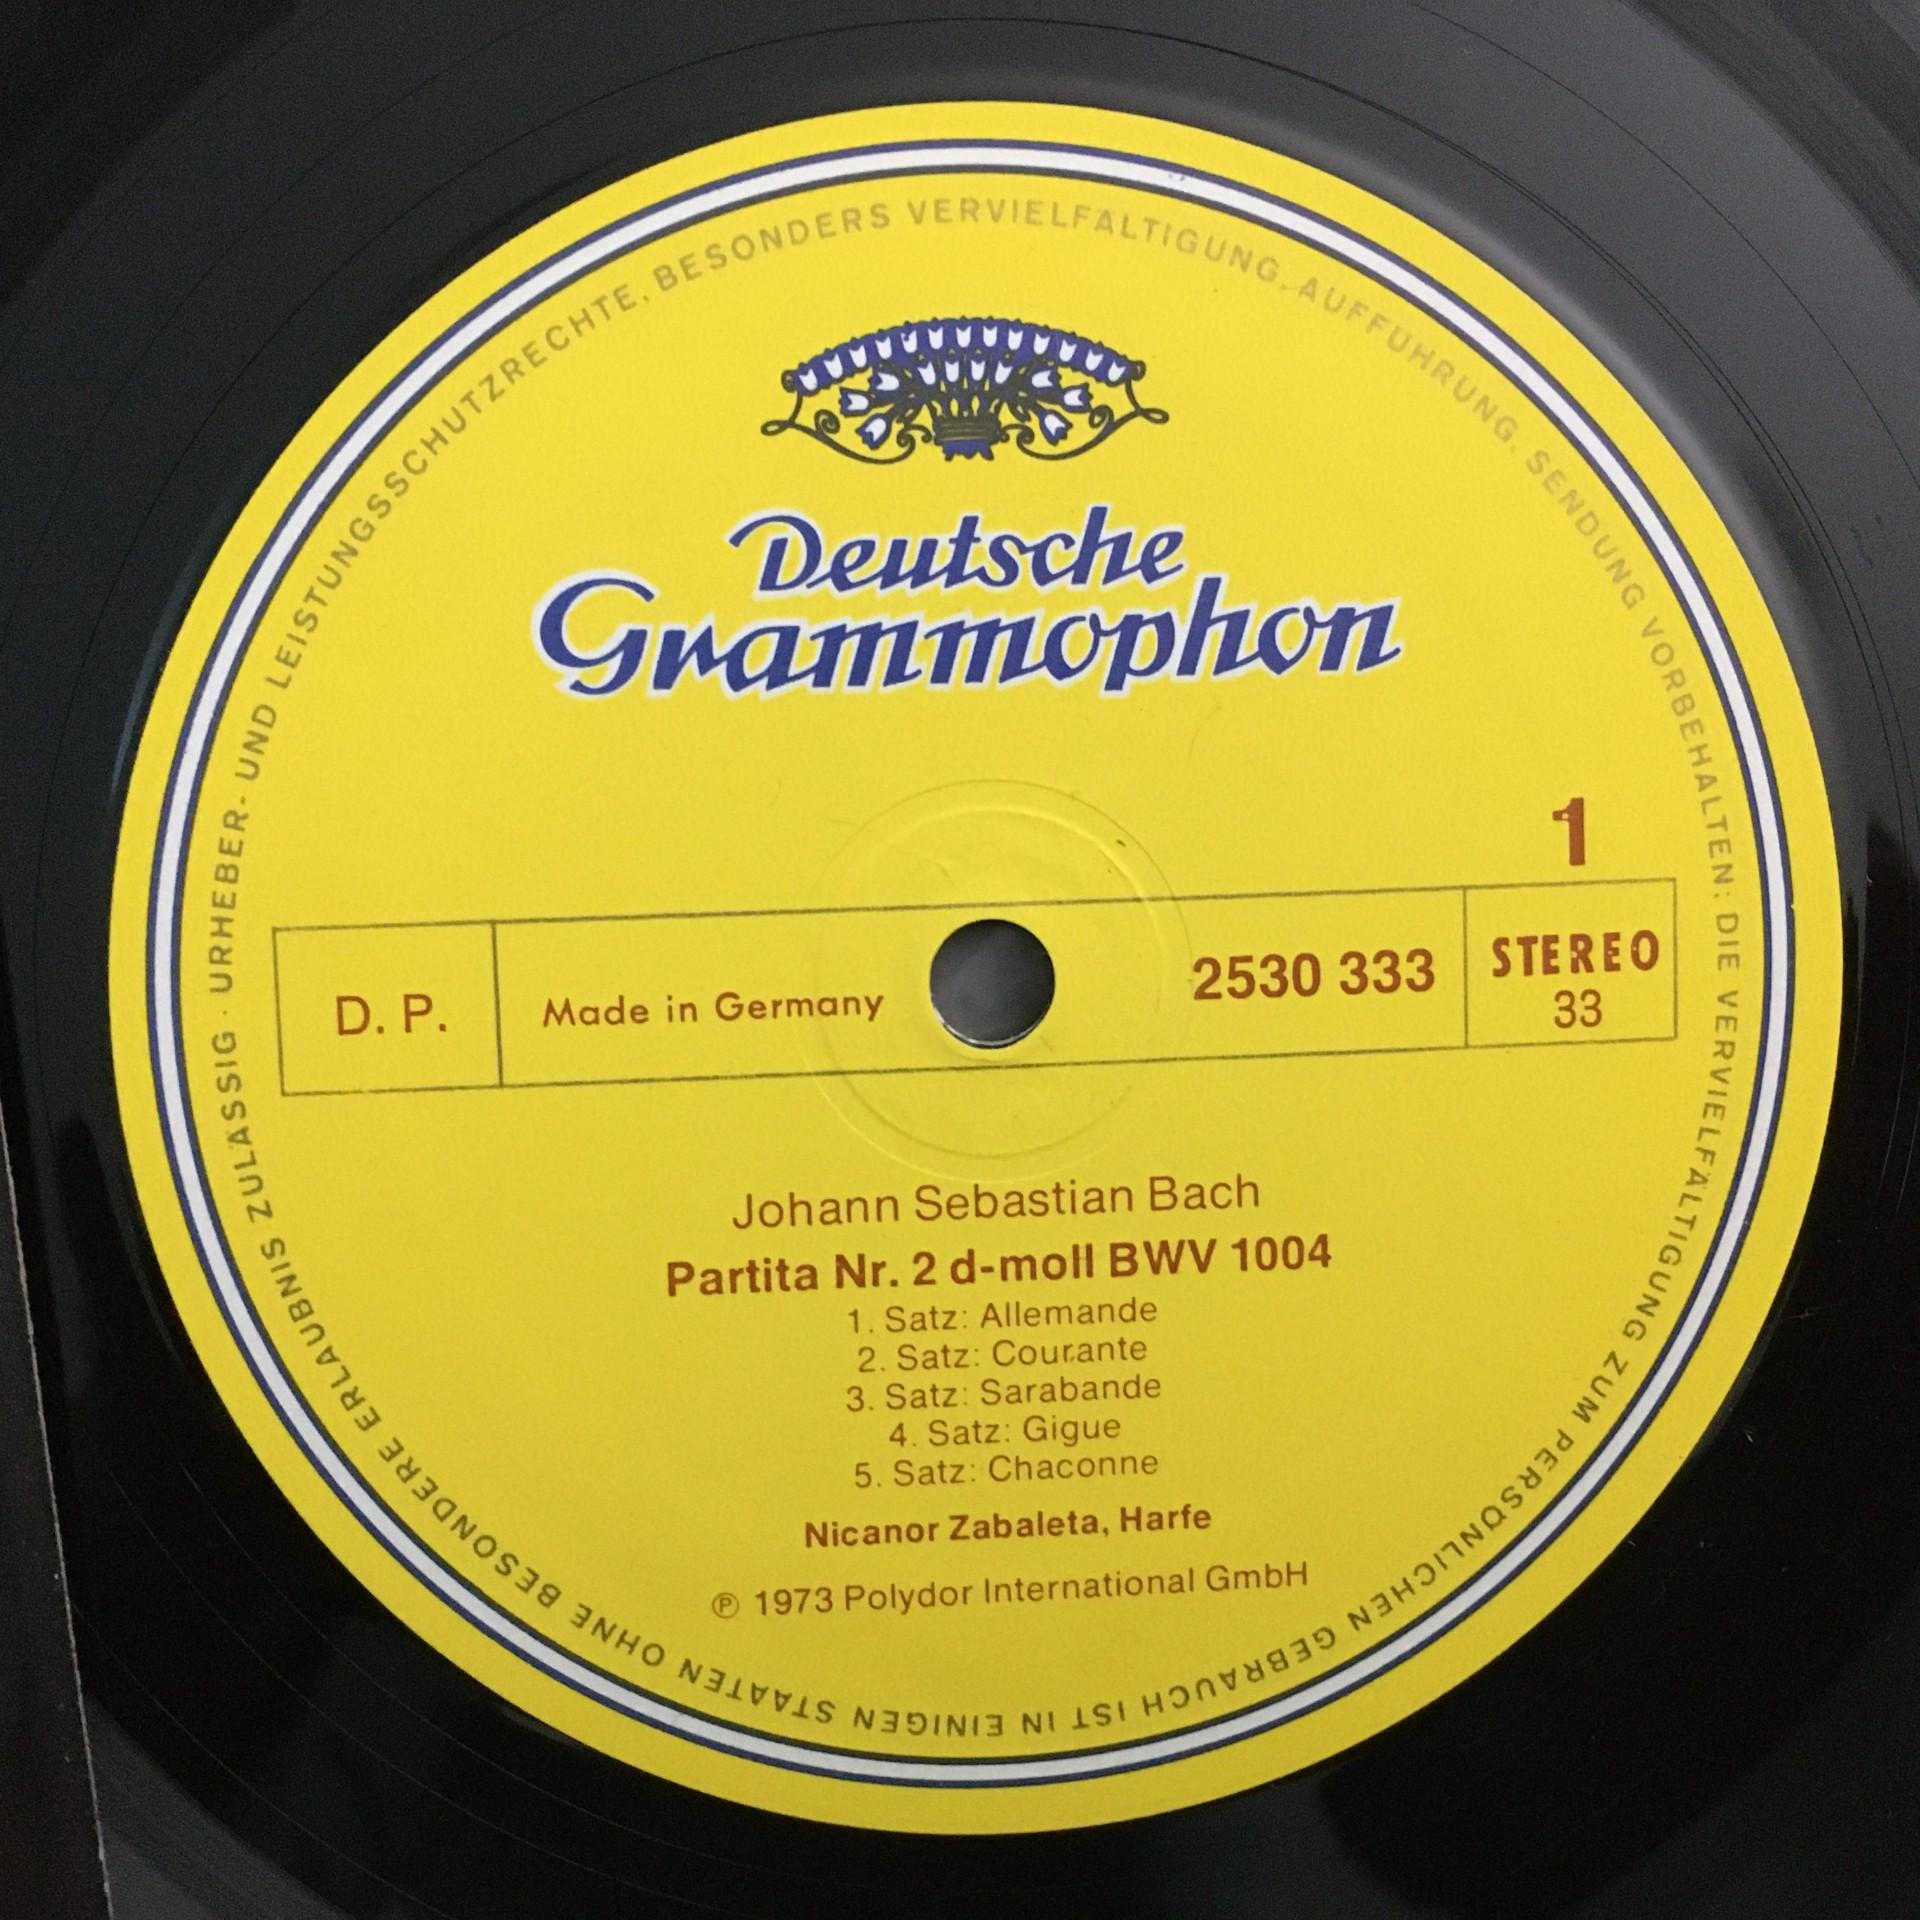 URHEBER- UND LEISTUNGSSCHUTZRECHTE, BESONDERS VERVIELFÄLTIGUNG, AUFFÜHRUNG, SENDUNG VORBEHALTEN: DIE VERVIELFÄLTIGUNG ZUM PERSÖNLICHEN GEBRAUCH IST IN EINIGEN STAATEN OHNE BESONDERE ERLAUBNIS ZULÄSSIG ·
Deutsche
Grammophon
1
D. P.
Made in Germany
2530 333
STEREO
33
Johann Sebastian Bach
Partita Nr. 2 d-moll BWV 1004
1. Satz: Allemande
2. Satz: Courante
3. Satz: Sarabande
4. Satz: Gigue
5. Satz: Chaconne
Nicanor Zabaleta, Harfe
℗ 1973 Polydor International GmbH